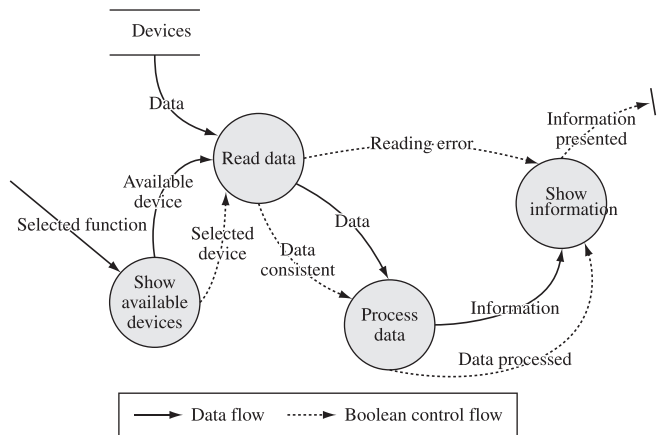 Devices
Data
Read data
Reading error
Information
presented
Show
information
Available
device
Selected function
Selected
device
Data
Data
consistent
Show
available
devices
Process
data
Information
Data processed
Data flow
Boolean control flow